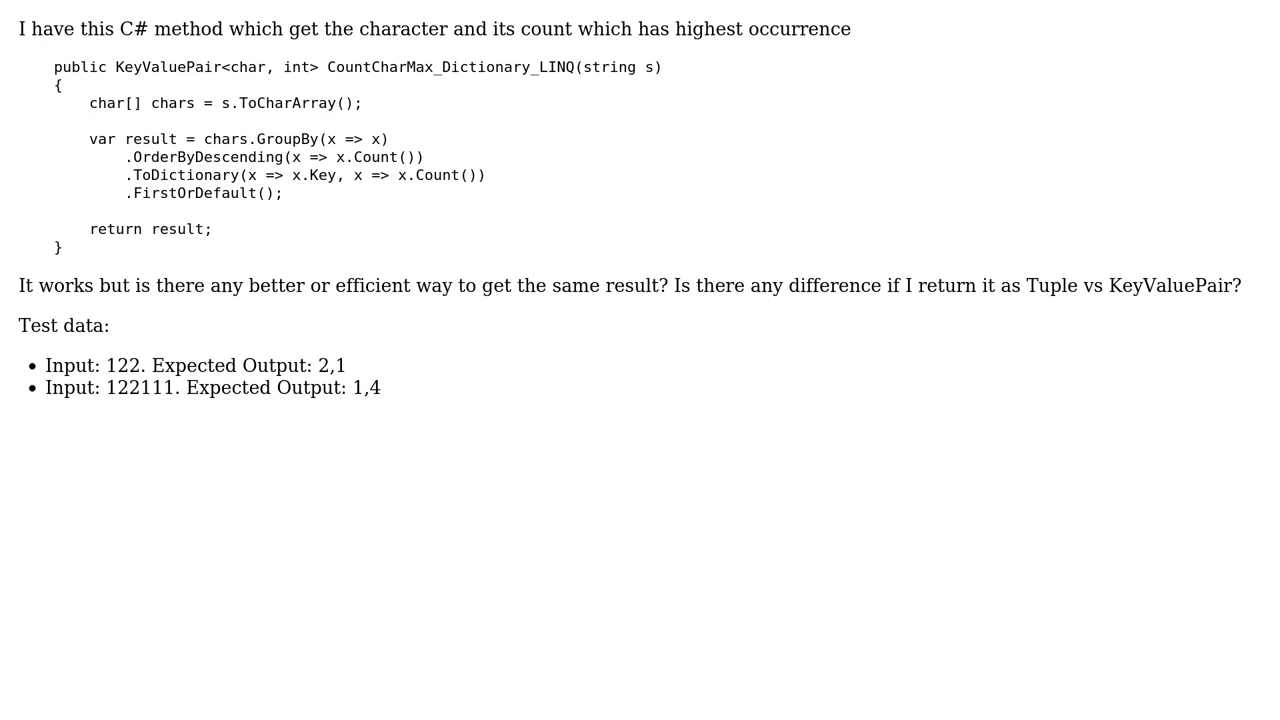 I have this C# method which get the character and its count which has highest occurrence
public KeyValuePair<char, int> CountCharMax_Dictionary_LINQ(string s)
{
char[] chars = s.ToCharArray();
var result = chars.GroupBy(x => x)
.OrderByDescending(x => x.Count())
.ToDictionary(x => x.Key, x => x.Count())
.FirstOrDefault();
return result;
}
It works but is there any better or efficient way to get the same result? Is there any difference if I return it as Tuple vs KeyValuePair?
Test data:
• Input: 122. Expected Output: 2,1
• Input: 122111. Expected Output: 1,4